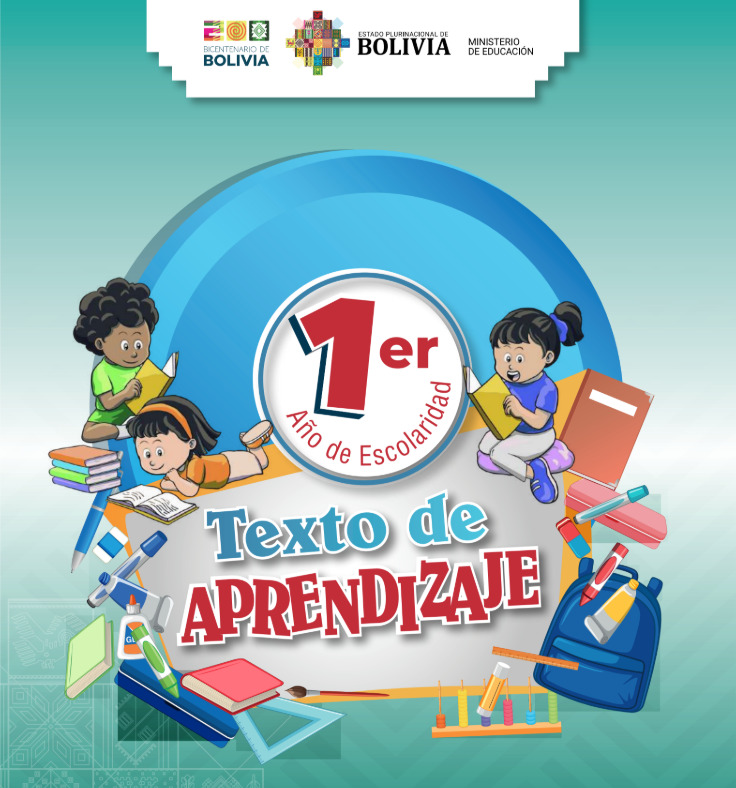 BICENTENARIO DE
BOLIVIA
ESTADO PLURINACIONAL DE
BOLIVIA
MINISTERIO
DE EDUCACIÓN
1er
Año de Escolaridad
Texto de
APRENDIZAJE